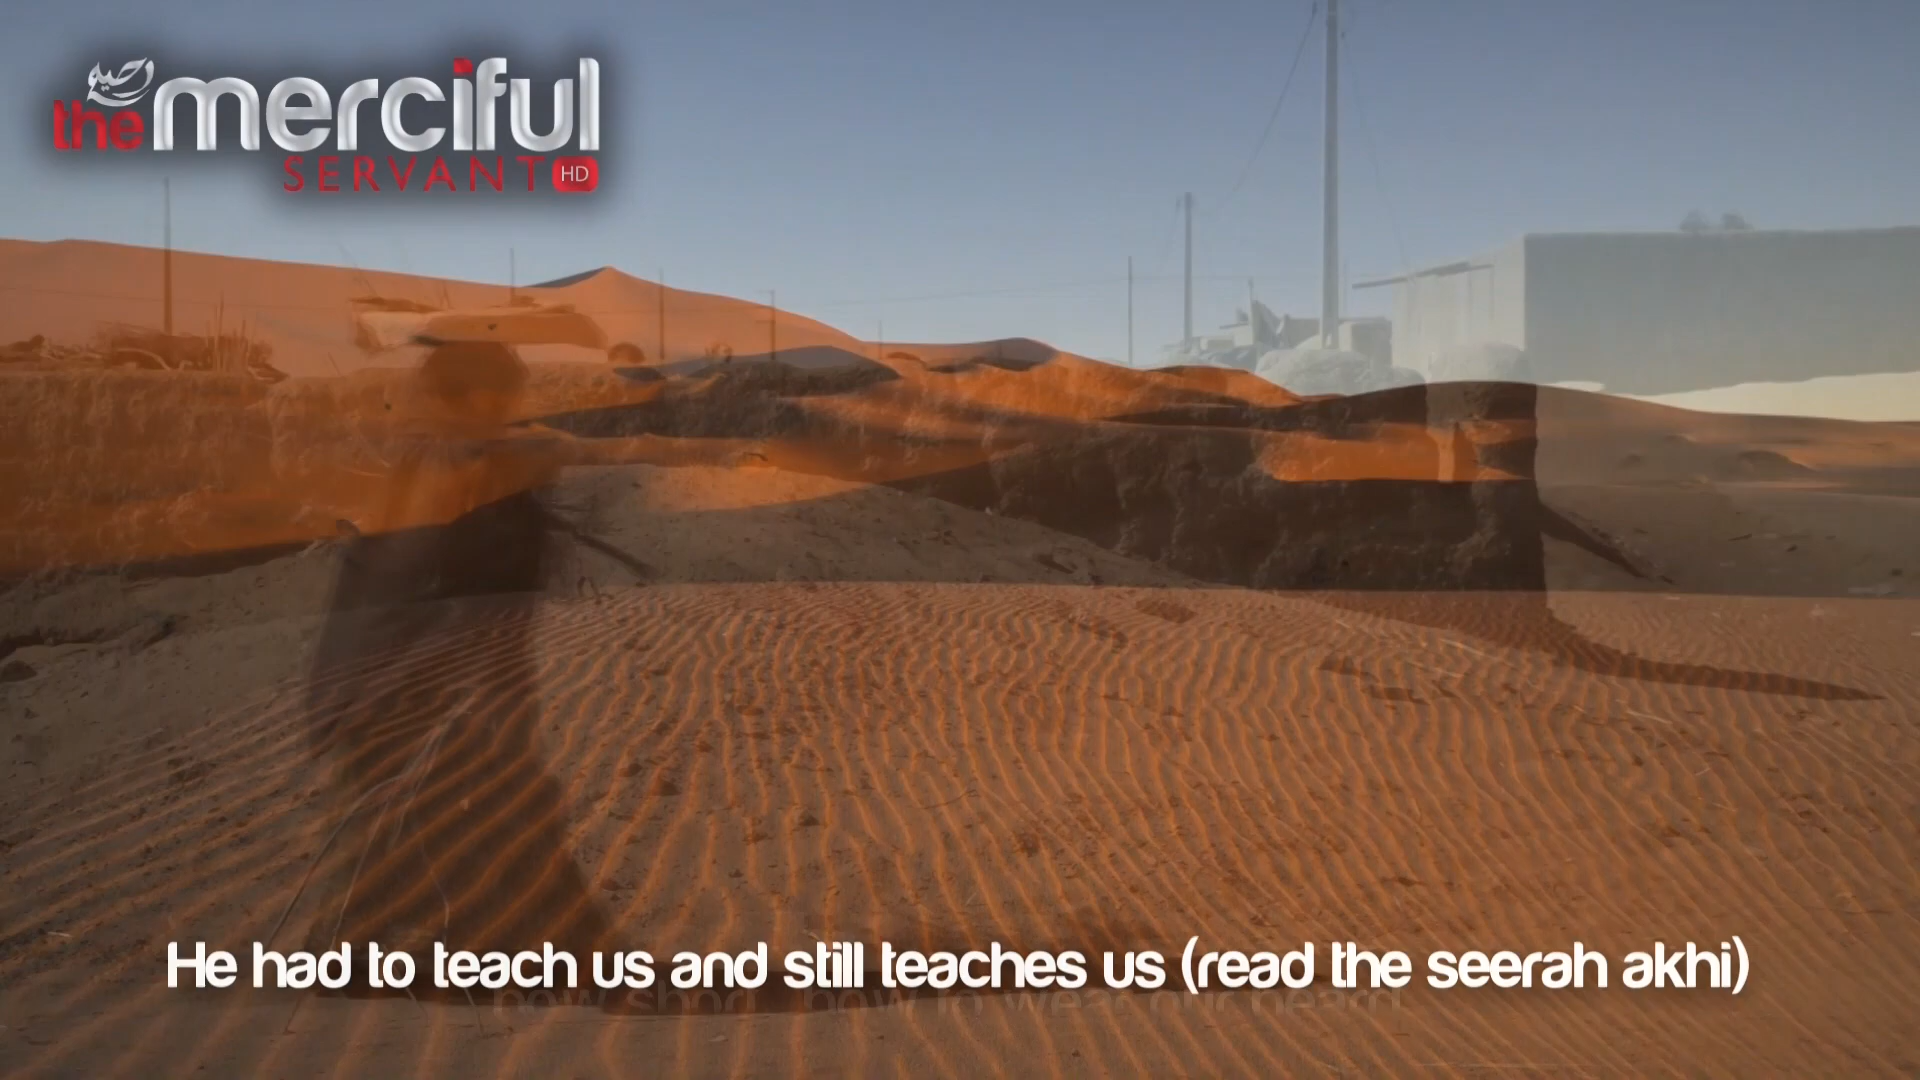 the merciful
SERVANT HD
He had to teach us and still teaches us (read the seerah akhi)